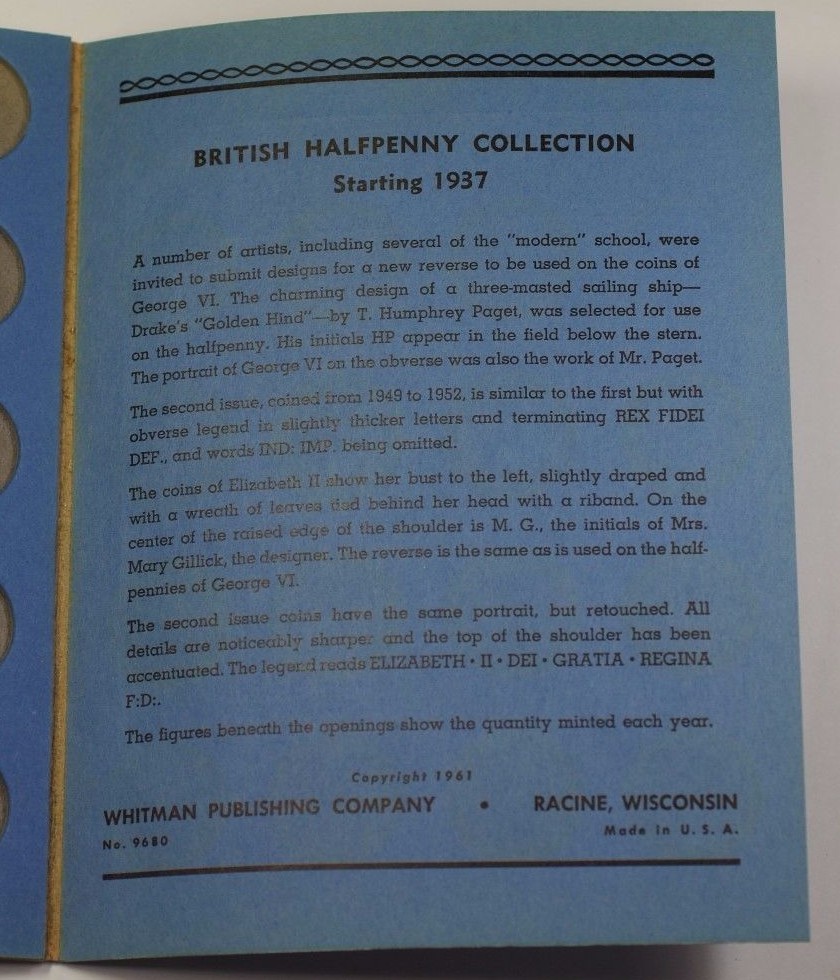 BRITISH HALFPENNY COLLECTION
Starting 1937
A number of artists, including several of the "modern" school, were
invited to submit designs for a new reverse to be used on the coins of
George VI. The charming design of a three-masted sailing ship—
Drake's "Golden Hind"—by T. Humphrey Paget, was selected for use
on the halfpenny. His initials HP appear in the field below the stern.
The portrait of George VI on the obverse was also the work of Mr. Paget.
The second issue, coined from 1949 to 1952, is similar to the first but with
obverse legend in slightly thicker letters and terminating REX FIDEI
DEF., and words IND: IMP. being omitted.
The coins of Elizabeth II show her bust to the left, slightly draped and
with a wreath of leaves tied behind her head with a riband. On the
center of the raised edge of the shoulder is M. G., the initials of Mrs.
Mary Gillick, the designer. The reverse is the same as is used on the half-
pennies of George VI.
The second issue coins have the same portrait, but retouched. All
details are noticeably sharper and the top of the shoulder has been
accentuated. The legend reads ELIZABETH • II • DEI • GRATIA • REGINA
F:D:.
The figures beneath the openings show the quantity minted each year.
Copyright 1961
WHITMAN PUBLISHING COMPANY • RACINE, WISCONSIN
No. 9680 Made in U. S. A.